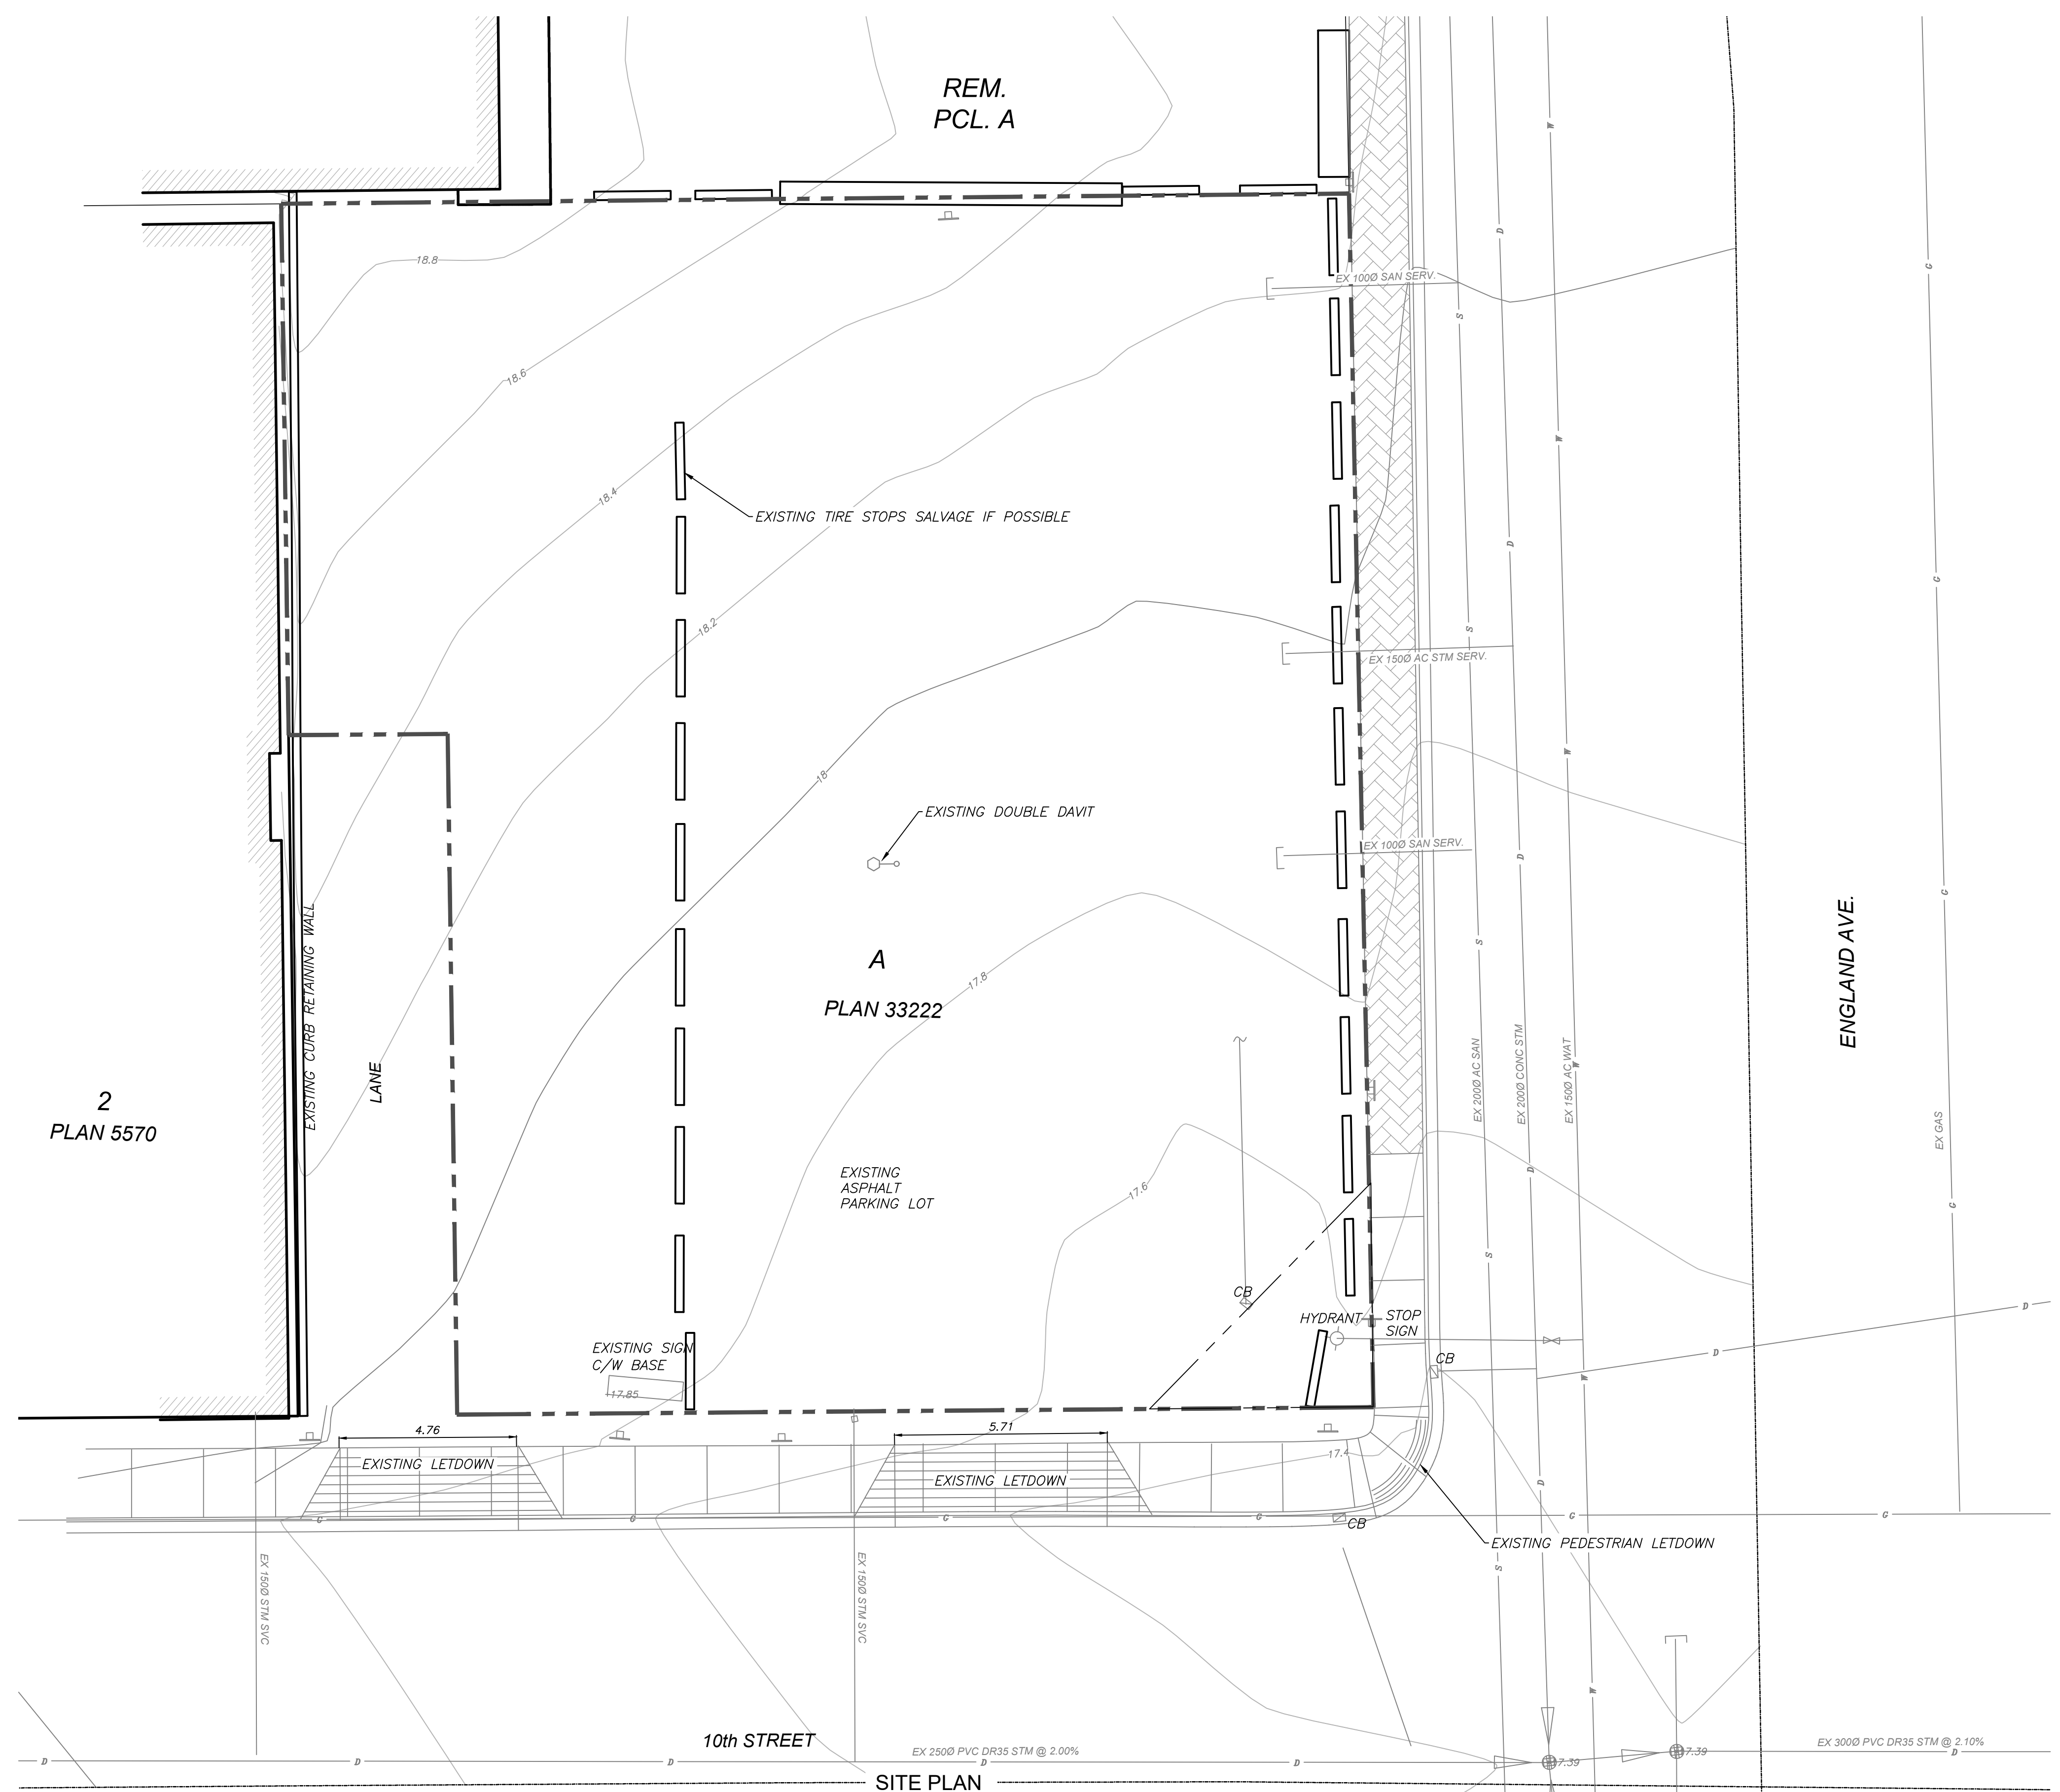 REM.
PCL. A
18.8
EX 100Ø SAN SERV.
18.6
18.4
EXISTING TIRE STOPS SALVAGE IF POSSIBLE
18.2
EX 150Ø AC STM SERV.
18
EXISTING DOUBLE DAVIT
EX 100Ø SAN SERV.
A
PLAN 33222
17.8
EXISTING CURB RETAINING WALL
LANE
2
PLAN 5570
EX 200Ø AC SAN
EX 200Ø CONC STM
EX 150Ø AC WAT
EX GAS
ENGLAND AVE.
EXISTING
ASPHALT
PARKING LOT
17.6
CB
HYDRANT
STOP
SIGN
EXISTING SIGN
C/W BASE
17.85
CB
4.76
EXISTING LETDOWN
5.71
EXISTING LETDOWN
17.4
CB
EXISTING PEDESTRIAN LETDOWN
EX 150Ø STM SVC
EX 150Ø STM SVC
10th STREET
EX 250Ø PVC DR35 STM @ 2.00%
EX 300Ø PVC DR35 STM @ 2.10%
SITE PLAN